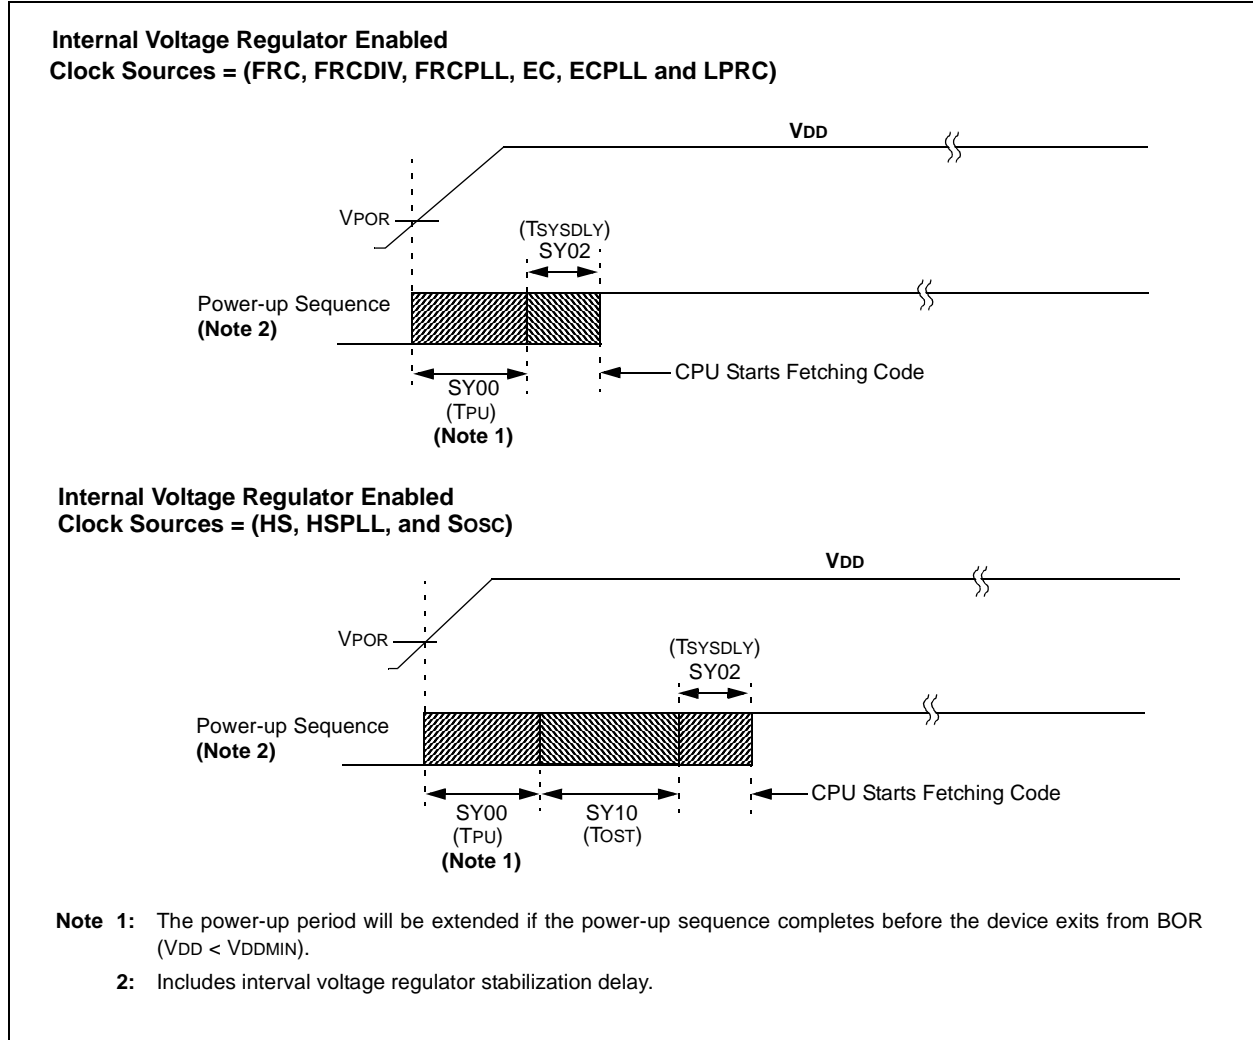 Internal Voltage Regulator Enabled
Clock Sources = (FRC, FRCDIV, FRCPLL, EC, ECPLL and LPRC)
VDD
VPOR
(TSYSDLY)
SY02
Power-up Sequence
(Note 2)
CPU Starts Fetching Code
SY00
(TPU)
(Note 1)
Internal Voltage Regulator Enabled
Clock Sources = (HS, HSPLL, and SOSC)
VDD
VPOR
(TSYSDLY)
SY02
Power-up Sequence
(Note 2)
CPU Starts Fetching Code
SY00
(TPU)
(Note 1)
SY10
(TOST)
Note 1: The power-up period will be extended if the power-up sequence completes before the device exits from BOR
(VDD < VDDMIN).
2: Includes interval voltage regulator stabilization delay.